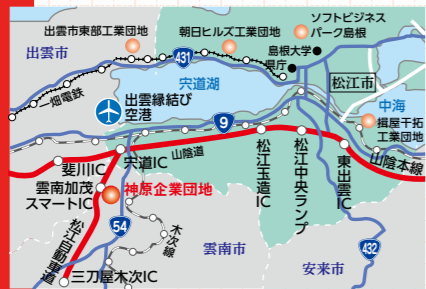 出雲市東部工業団地
朝日ヒルズ工業団地
ソフトビジネス
パーク島根
島根大学
県庁
出雲市
431
松江市
一畑電鉄
宍道湖
中海
出雲縁結び
空港
9
揖屋干拓
工業団地
山陰道
山陰本線
斐川IC
宍道IC
松江玉造IC
松江中央ランプ
東出雲IC
雲南加茂
スマートIC
神原企業団地
54
木次線
松江自動車道
雲南市
安来市
432
三刀屋木次IC